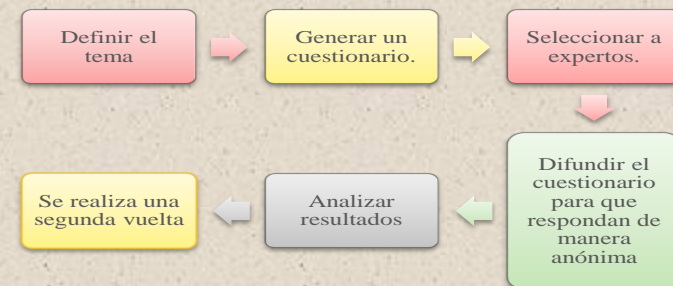 Definir el
tema
Generar un
cuestionario.
Seleccionar a
expertos.
Difundir el
cuestionario
para que
respondan de
manera
anónima
Analizar
resultados
Se realiza una
segunda vuelta